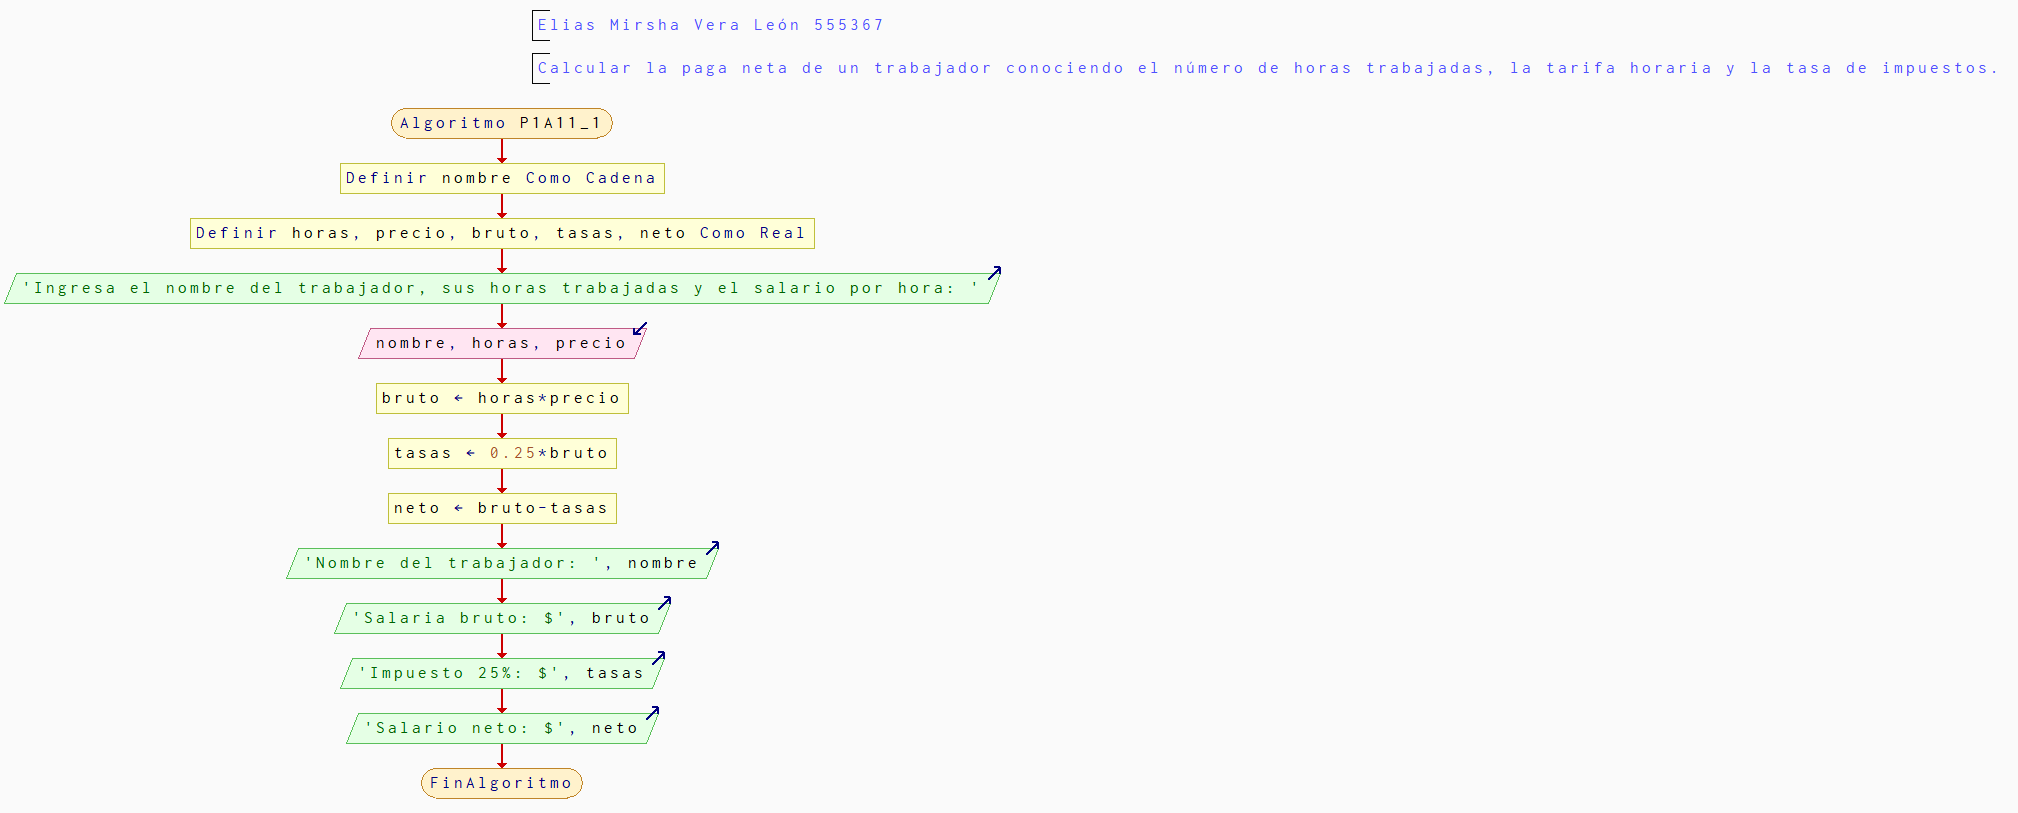 Elias Mirsha Vera León 555367
Calcular la paga neta de un trabajador conociendo el número de horas trabajadas, la tarifa horaria y la tasa de impuestos.
Algoritmo P1A11_1
Definir nombre Como Cadena
Definir horas, precio, bruto, tasas, neto Como Real
'Ingresa el nombre del trabajador, sus horas trabajadas y el salario por hora: '
nombre, horas, precio
bruto ← horas*precio
tasas ← 0.25*bruto
neto ← bruto-tasas
'Nombre del trabajador: ', nombre
'Salaria bruto: $', bruto
'Impuesto 25%: $', tasas
'Salario neto: $', neto
FinAlgoritmo